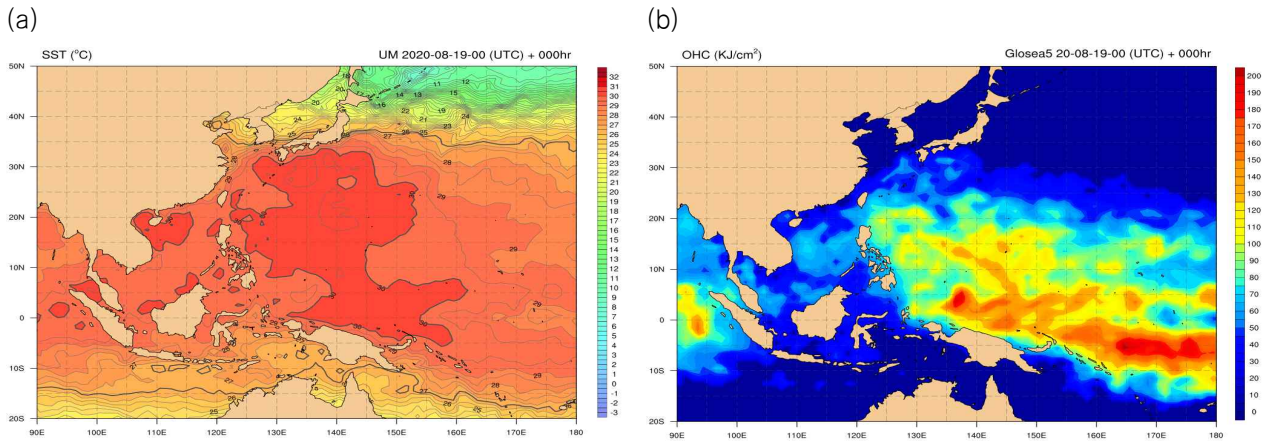 (a)
(b)
SST (°C)
UM 2020-08-19-00 (UTC) + 000hr
OHC (KJ/cm²)
Glosea5 20-08-19-00 (UTC) + 000hr
50N
40N
30N
20N
10N
0
10S
20S
90E
100E
110E
120E
130E
140E
150E
160E
170E
180
32
31
30
29
28
27
26
25
24
23
22
21
20
19
18
17
16
15
14
13
12
11
10
9
8
7
6
5
4
3
2
1
0
-1
-2
-3
50N
40N
30N
20N
10N
0
10S
20S
90E
100E
110E
120E
130E
140E
150E
160E
170E
180
200
190
180
170
160
150
140
130
120
110
100
90
80
70
60
50
40
30
20
10
0